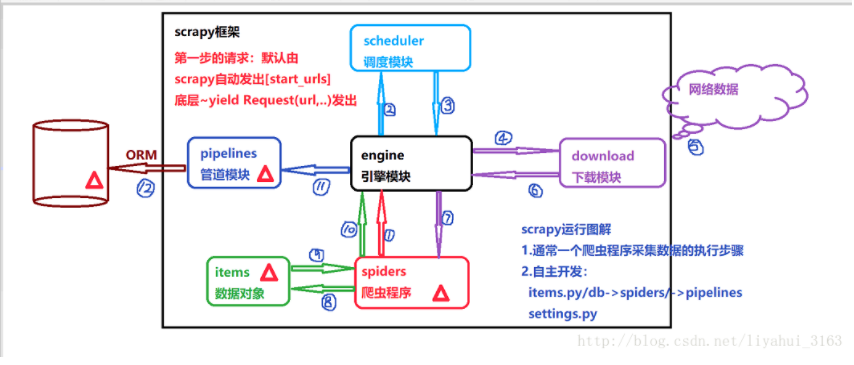 scrapy框架
第一步的请求：默认由
scrapy自动发出[start_urls]
底层~yield Request(url,..)发出
scheduler
调度模块
网络数据
②
③
④
⑤
ORM
pipelines
管道模块
engine
引擎模块
download
下载模块
⑫
⑪
⑥
⑩
①
⑦
scrapy运行图解
1.通常一个爬虫程序采集数据的执行步骤
2.自主开发：
items.py/db->spiders/->pipelines
settings.py
⑨
items
数据对象
spiders
爬虫程序
⑧
http://blog.csdn.net/liyahui_3163